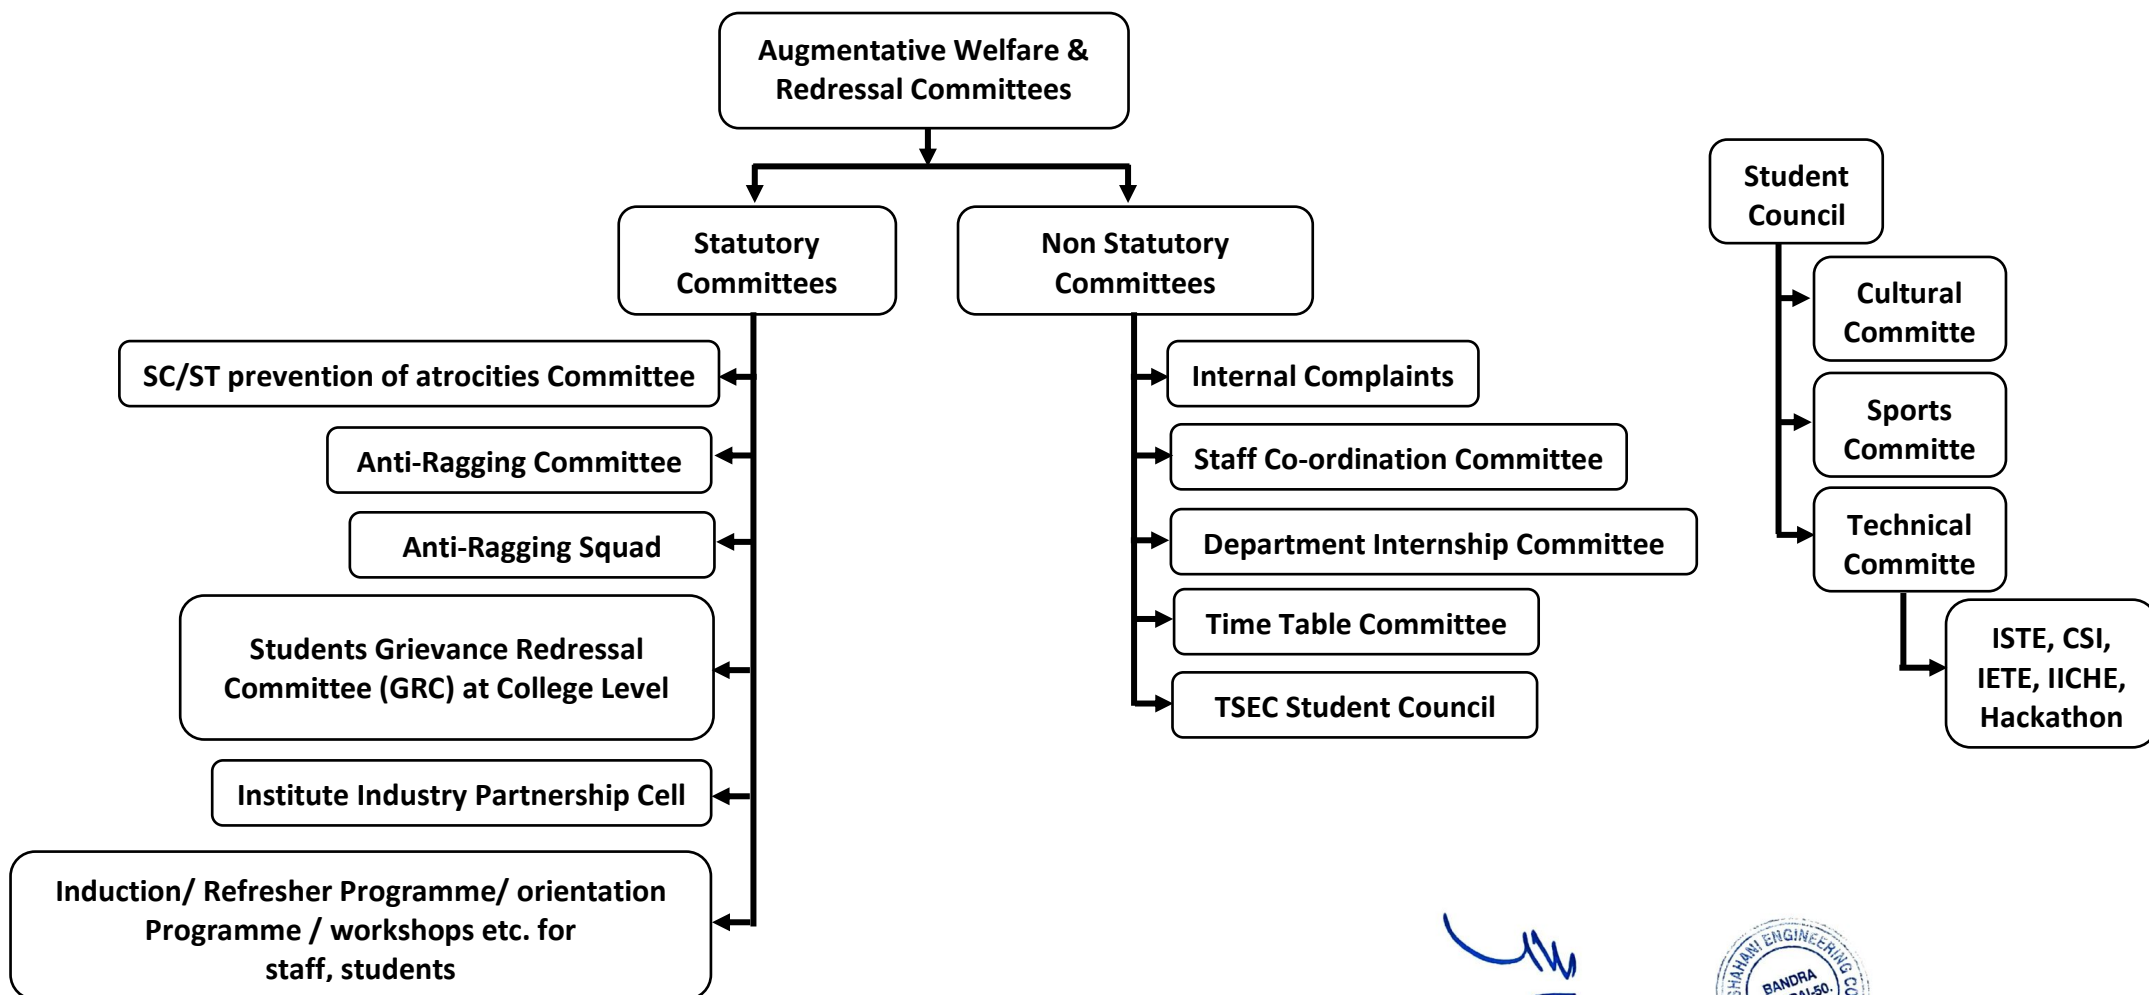 Augmentative Welfare &
Redressal Committees
Statutory
Committees
Non Statutory
Committees
SC/ST prevention of atrocities Committee
Anti-Ragging Committee
Anti-Ragging Squad
Students Grievance Redressal
Committee (GRC) at College Level
Institute Industry Partnership Cell
Induction/ Refresher Programme/ orientation
Programme / workshops etc. for
staff, students
Internal Complaints
Staff Co-ordination Committee
Department Internship Committee
Time Table Committee
TSEC Student Council
Student
Council
Cultural
Committe
Sports
Committe
Technical
Committe
ISTE, CSI,
IETE, IICHE,
Hackathon
ENGINEERING
BANDRA